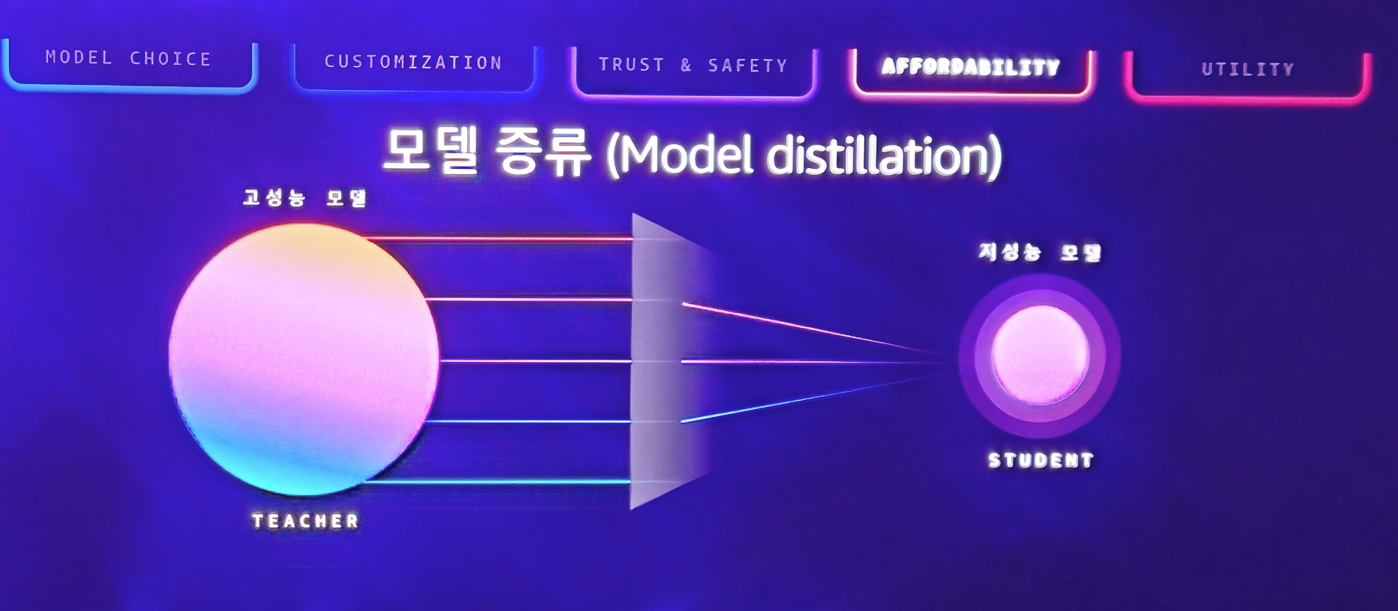 MODEL CHOICE
CUSTOMIZATION
TRUST & SAFETY
AFFORDABILITY
UTILITY
모델 증류 (Model distillation)
고성능 모델
저성능 모델
STUDENT
TEACHER